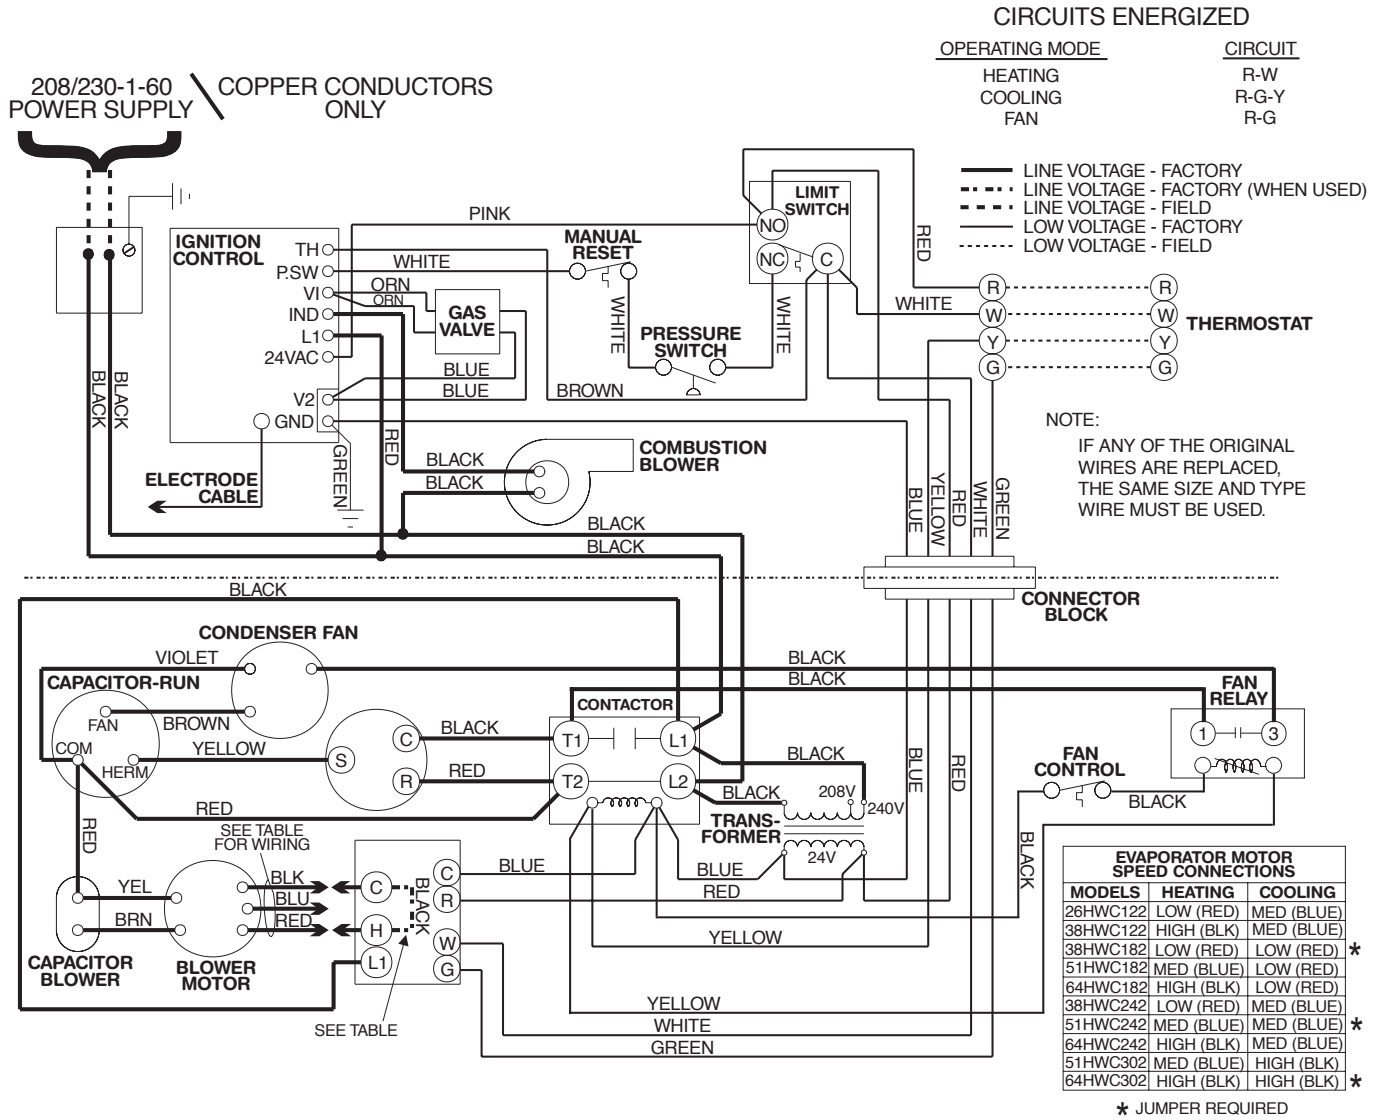 CIRCUITS ENERGIZED
OPERATING MODE CIRCUIT
HEATING R-W
COOLING R-G-Y
FAN R-G
208/230-1-60
POWER SUPPLY
COPPER CONDUCTORS
ONLY
LINE VOLTAGE - FACTORY
LINE VOLTAGE - FACTORY (WHEN USED)
LINE VOLTAGE - FIELD
LOW VOLTAGE - FACTORY
LOW VOLTAGE - FIELD
IGNITION
CONTROL
TH
P.SW
VI
IND
L1
24VAC
V2
GND
PINK
WHITE
ORN
ORN
GAS
VALVE
BLUE
BLUE
MANUAL
RESET
WHITE
PRESSURE
SWITCH
WHITE
BROWN
LIMIT
SWITCH
NO
NC
C
RED
WHITE
R
W
Y
G
R
W
Y
G
THERMOSTAT
BLACK
BLACK
RED
GREEN
ELECTRODE
CABLE
BLACK
BLACK
COMBUSTION
BLOWER
BLACK
BLACK
BLUE
YELLOW
RED
WHITE
GREEN
NOTE:
IF ANY OF THE ORIGINAL
WIRES ARE REPLACED,
THE SAME SIZE AND TYPE
WIRE MUST BE USED.
CONNECTOR
BLOCK
BLACK
CONDENSER FAN
VIOLET
CAPACITOR-RUN
FAN
BROWN
COM
HERM
YELLOW
S
C
R
BLACK
RED
RED
RED
BLACK
BLACK
CONTACTOR
T1
L1
T2
L2
BLACK
BLACK
208V
240V
TRANS-
FORMER
24V
BLUE
RED
BLUE
RED
FAN
RELAY
1
3
FAN
CONTROL
BLACK
BLACK
SEE TABLE
FOR WIRING
YEL
BRN
CAPACITOR
BLOWER
BLOWER
MOTOR
BLK
BLU
RED
C
H
L1
BLACK
C
R
W
G
SEE TABLE
BLUE
YELLOW
YELLOW
WHITE
GREEN
EVAPORATOR MOTOR
SPEED CONNECTIONS
MODELS HEATING COOLING
26HWC122 LOW (RED) MED (BLUE)
38HWC122 HIGH (BLK) MED (BLUE)
38HWC182 LOW (RED) LOW (RED) *
51HWC182 MED (BLUE) LOW (RED)
64HWC182 HIGH (BLK) LOW (RED)
38HWC242 LOW (RED) MED (BLUE)
51HWC242 MED (BLUE) MED (BLUE) *
64HWC242 HIGH (BLK) MED (BLUE)
51HWC302 MED (BLUE) HIGH (BLK)
64HWC302 HIGH (BLK) HIGH (BLK) *
* JUMPER REQUIRED